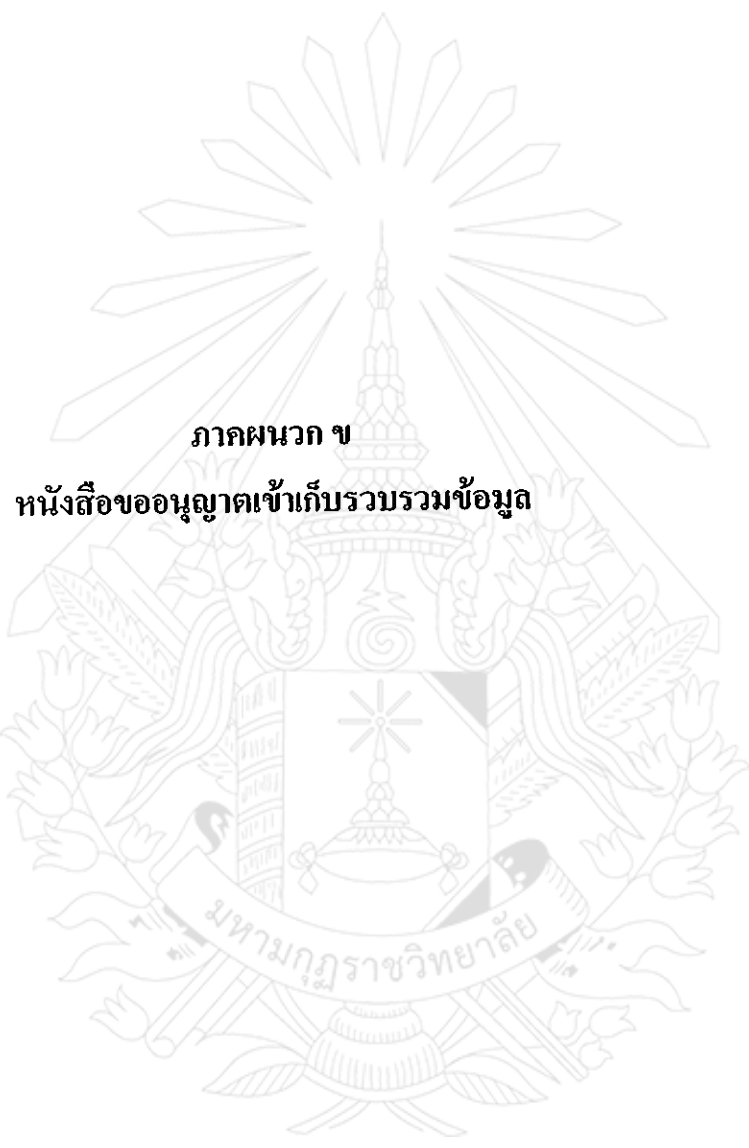 ภาคผนวก ข
หนังสือขออนุญาตเข้าเก็บรวบรวมข้อมูล
มหามกุฏราชวิทยาลัย